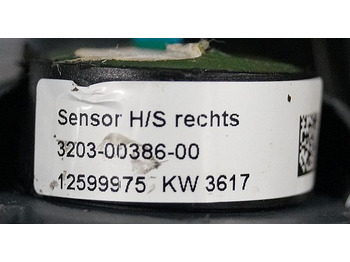 Sensor H/S rechts
3203-00386-00
12599975 KW 3617